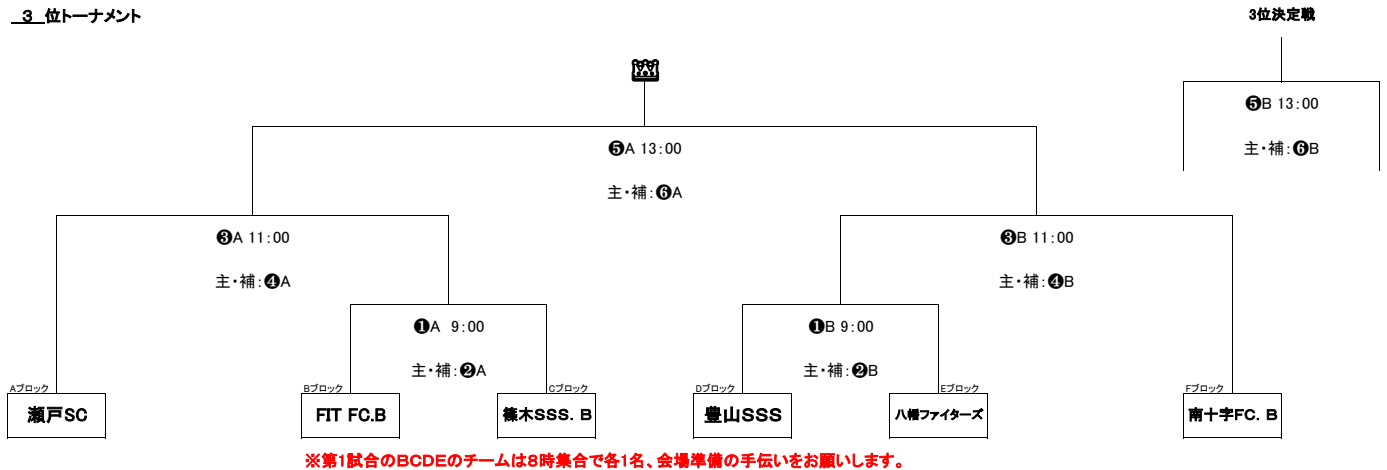 ３ 位トーナメント
3位決定戦
❺B 13：00
主・補：❻B
❺A 13：00
主・補：❻A
❸A 11：00
主・補：❹A
❸B 11：00
主・補：❹B
❶A 9：00
主・補：❷A
❶B 9：00
主・補：❷B
Aブロック
Bブロック
Cブロック
Dブロック
Eブロック
Fブロック
瀬戸SC
FIT FC.B
篠木SSS．B
豊山SSS
八幡ファイターズ
南十字FC．B
※第1試合のBCDEのチームは8時集合で各1名、会場準備の手伝いをお願いします。